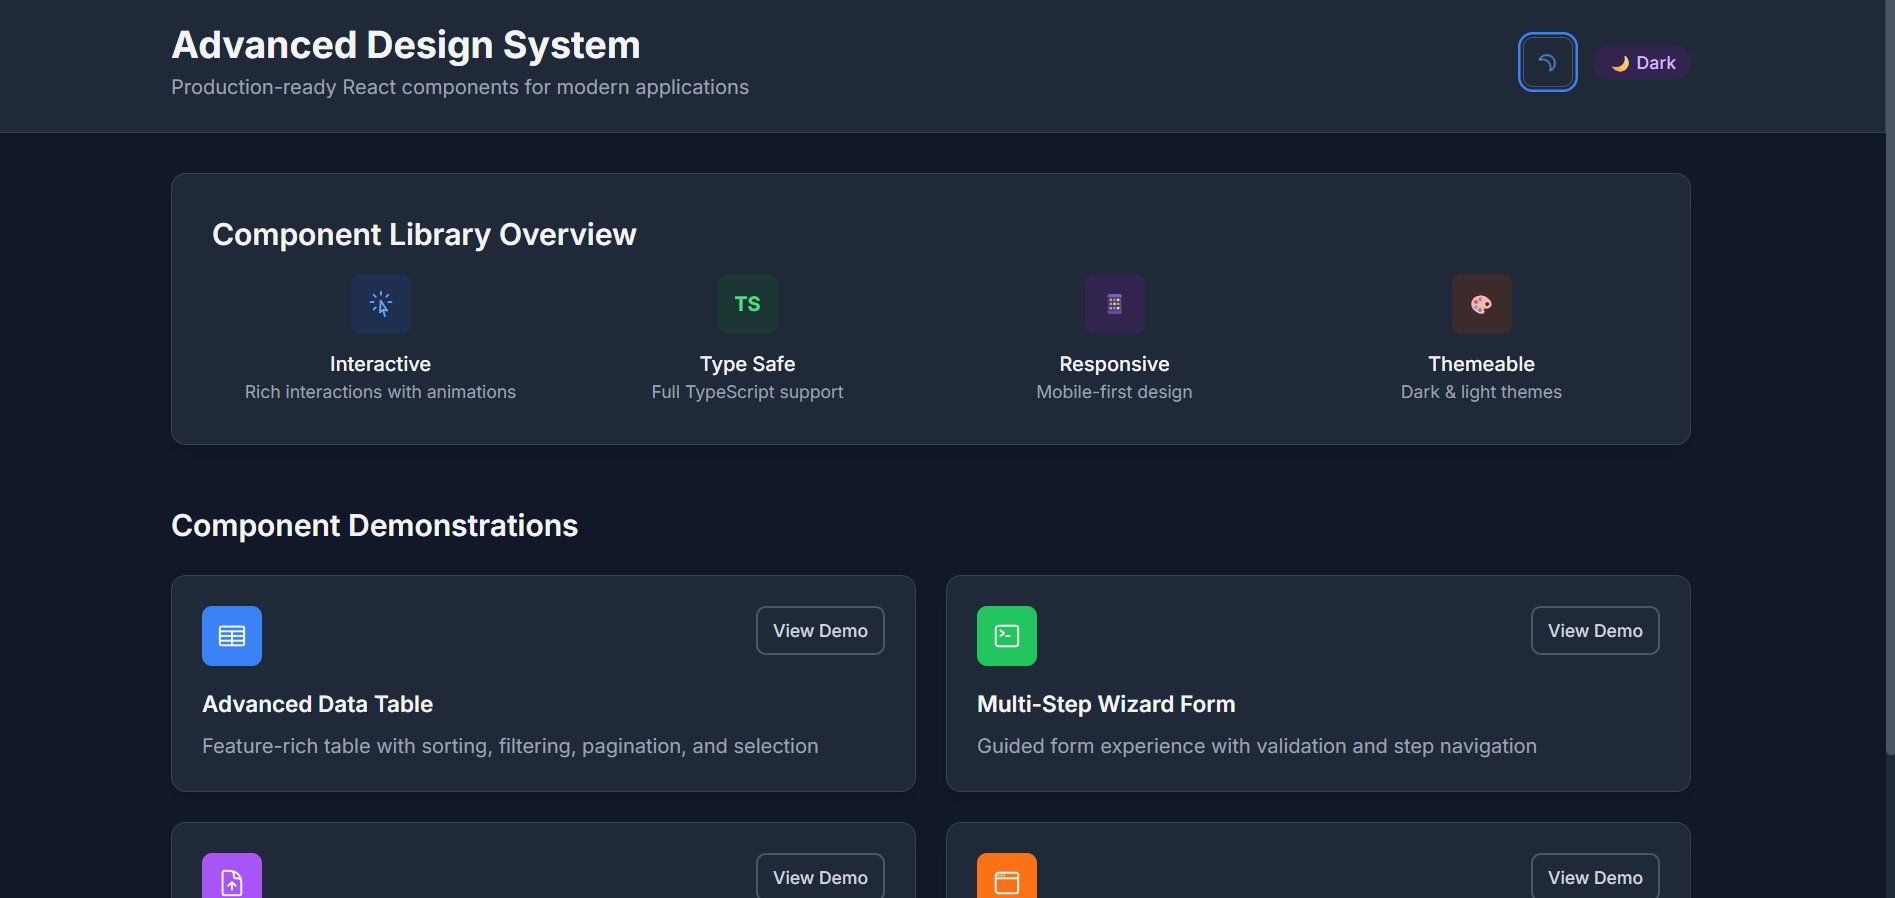 Advanced Design System
Production-ready React components for modern applications
🌙 Dark
Component Library Overview
TS
Interactive
Rich interactions with animations
Type Safe
Full TypeScript support
Responsive
Mobile-first design
Themeable
Dark & light themes
Component Demonstrations
View Demo
Advanced Data Table
Feature-rich table with sorting, filtering, pagination, and selection
View Demo
Multi-Step Wizard Form
Guided form experience with validation and step navigation
View Demo
View Demo